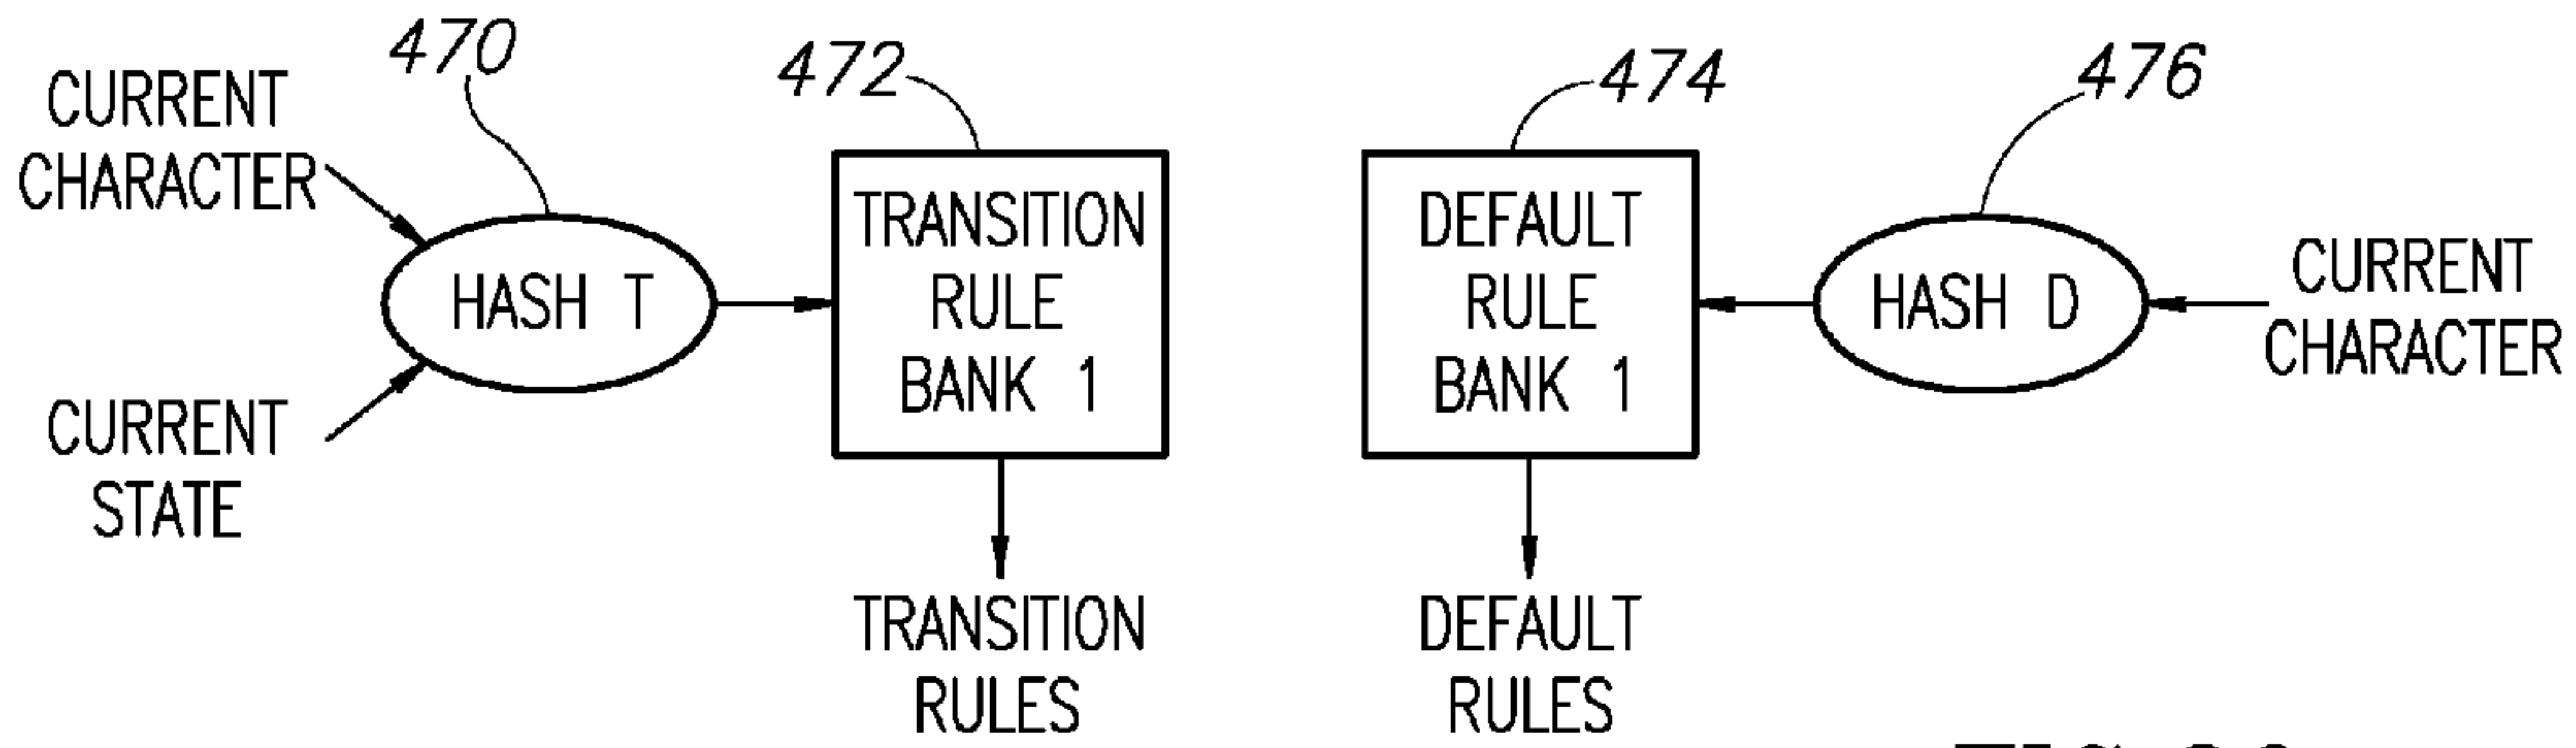 470
472
474
476
CURRENT
CHARACTER
CURRENT
STATE
HASH T
TRANSITION
RULE
BANK 1
TRANSITION
RULES
DEFAULT
RULE
BANK 1
DEFAULT
RULES
HASH D
CURRENT
CHARACTER